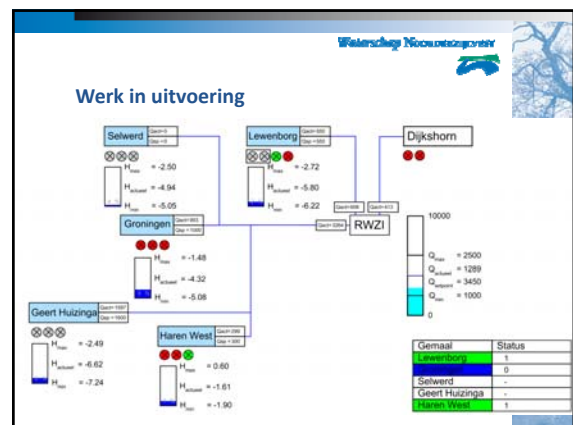 Waterschap Noorderzijlvest
Werk in uitvoering
Selwerd
Lewenborg
Dijkshorn
H max = -2.50
H actueel = -4.94
H min = -5.05
H max = -2.72
H actueel = -5.80
H min = -6.22
Groningen
RWZI
H max = -1.48
H actueel = -4.32
H min = -5.08
10000
Q max = 2500
Q actueel = 1289
Q setpoint = 3450
Q min = 1000
0
Geert Huizinga
H max = -2.49
H actueel = -6.62
H min = -7.24
Haren West
H max = 0.60
H actueel = -1.61
H min = -1.90
Gemaal Status
Lewenborg 1
0
Selwerd -
Geert Huizinga -
Haren West 1